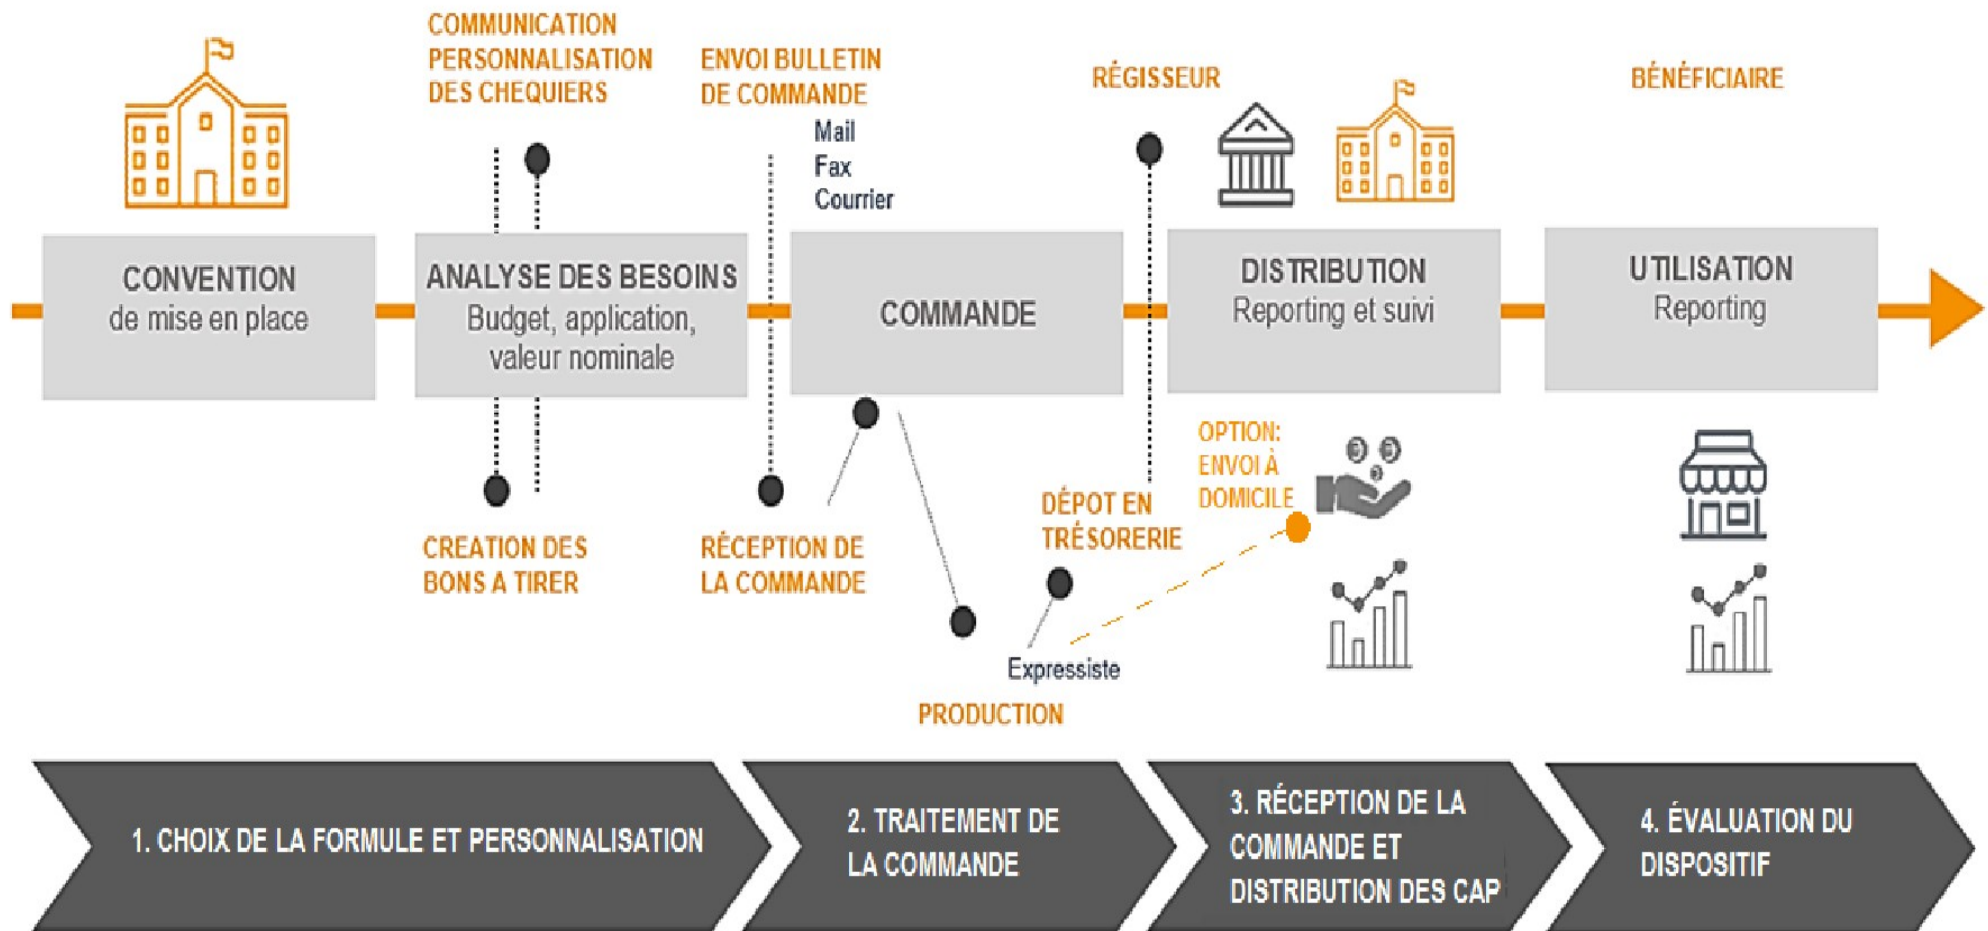 COMMUNICATION
PERSONNALISATION
DES CHEQUIERS
ENVOI BULLETIN
DE COMMANDE
Mail
Fax
Courrier
RÉGISSEUR
BÉNÉFICIAIRE
CONVENTION
de mise en place
ANALYSE DES BESOINS
Budget, application,
valeur nominale
COMMANDE
DISTRIBUTION
Reporting et suivi
UTILISATION
Reporting
CREATION DES
BONS A TIRER
RÉCEPTION DE
LA COMMANDE
DÉPOT EN
TRÉSORERIE
OPTION:
ENVOI À
DOMICILE
Expressiste
PRODUCTION
1. CHOIX DE LA FORMULE ET PERSONNALISATION
2. TRAITEMENT DE
LA COMMANDE
3. RÉCEPTION DE LA
COMMANDE ET
DISTRIBUTION DES CAP
4. ÉVALUATION DU
DISPOSITIF